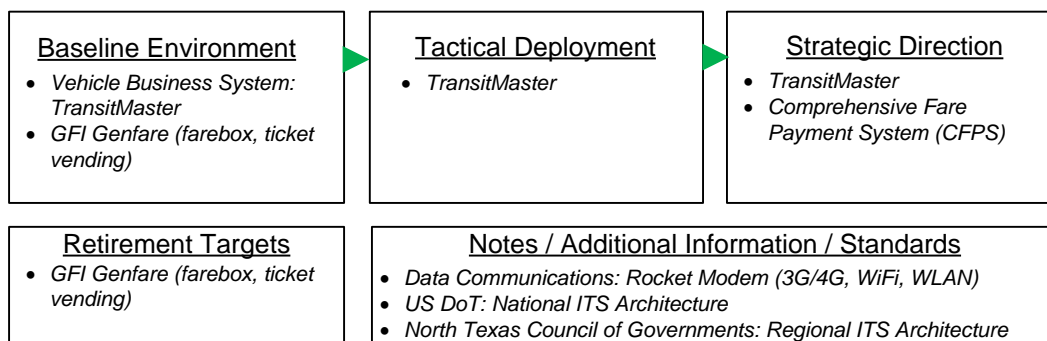 Baseline Environment
• Vehicle Business System:
TransitMaster
• GFI Genfare (farebox, ticket
vending)
Tactical Deployment
• TransitMaster
Strategic Direction
• TransitMaster
• Comprehensive Fare
Payment System (CFPS)
Retirement Targets
• GFI Genfare (farebox, ticket
vending)
Notes / Additional Information / Standards
• Data Communications: Rocket Modem (3G/4G, WiFi, WLAN)
• US DoT: National ITS Architecture
• North Texas Council of Governments: Regional ITS Architecture